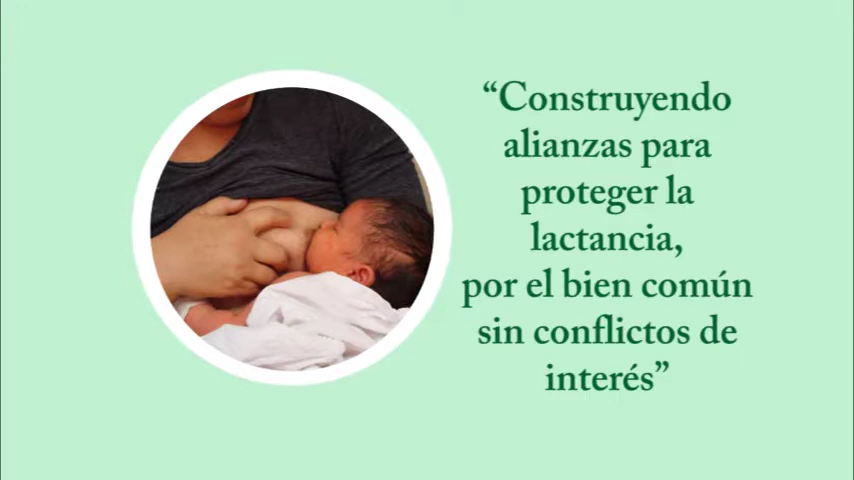 “Construyendo
alianzas para
proteger la
lactancia,
por el bien común
sin conflictos de
interés”